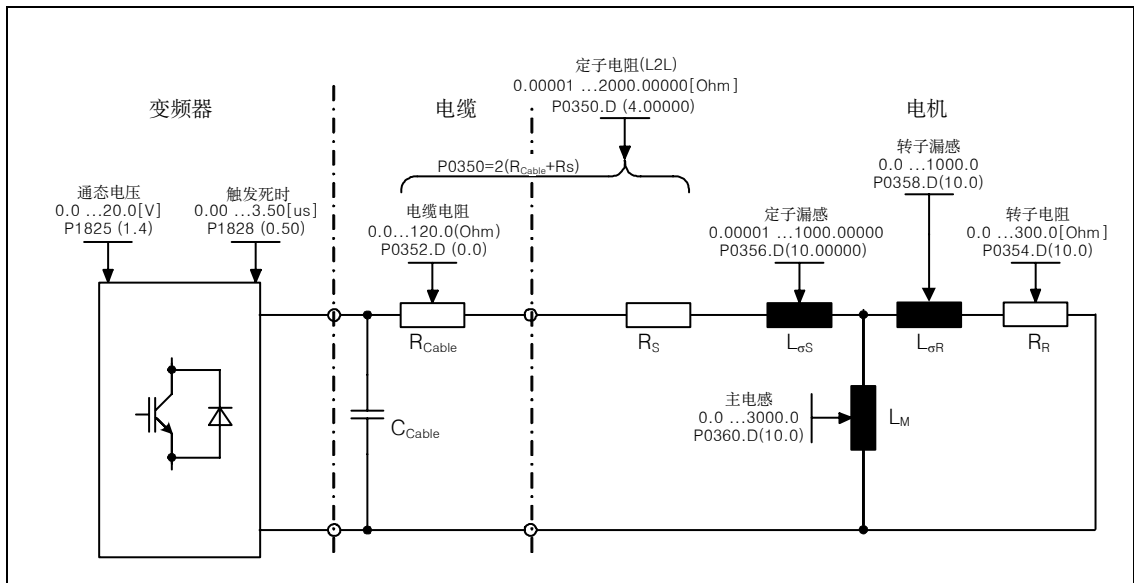 变频器
电缆
电机
定子电阻(L2L)
0.00001 ...2000.00000[Ohm]
P0350.D (4.00000)
P0350=2(RCable+Rs)
通态电压
0.0 ...20.0[V]
P1825 (1.4)
触发死时
0.00 ...3.50[us]
P1828 (0.50)
电缆电阻
0.0...120.0(Ohm)
P0352.D (0.0)
定子漏感
0.00001 ...1000.00000
P0356.D(10.00000)
转子漏感
0.0 ...1000.0
P0358.D(10.0)
转子电阻
0.0 ...300.0[Ohm]
P0354.D(10.0)
RCable
RS
LσS
LσR
RR
CCable
主电感
0.0 ...3000.0
P0360.D(10.0)
LM